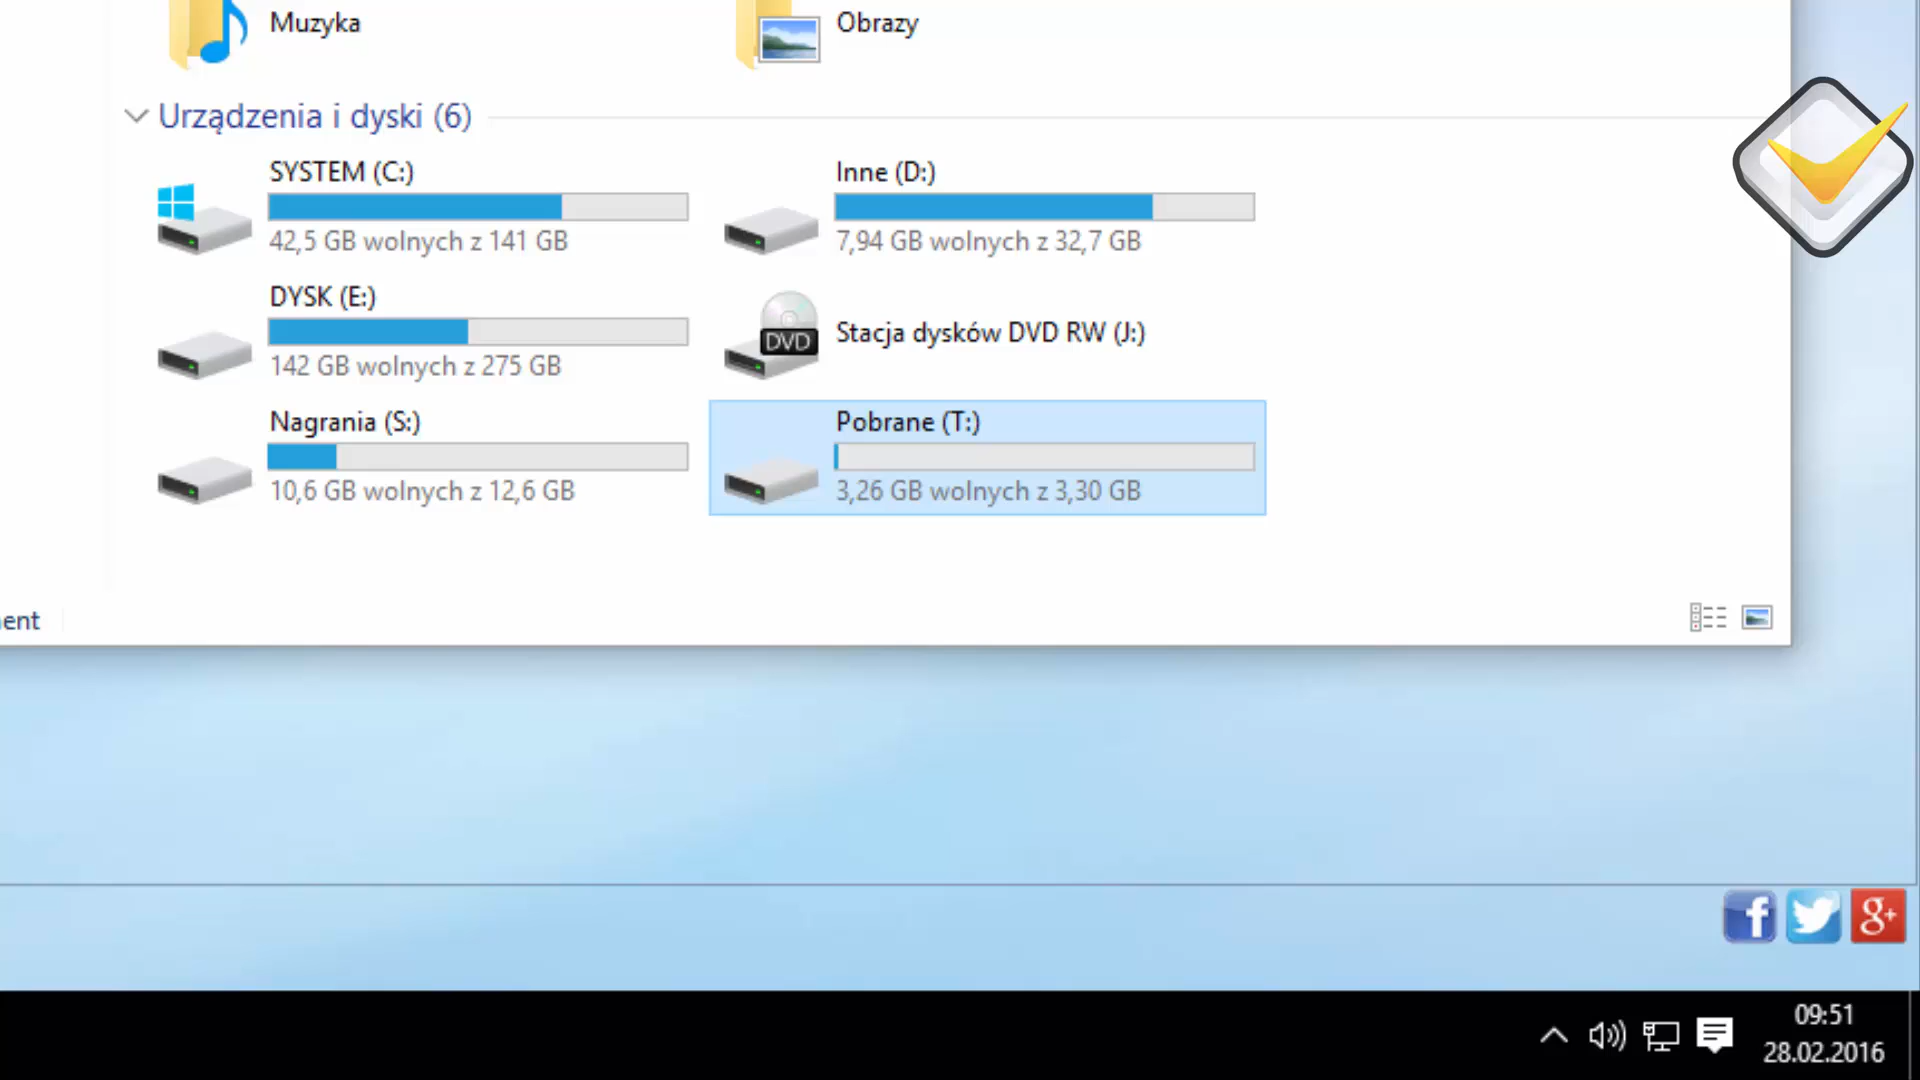 Muzyka
Obrazy
Urządzenia i dyski (6)
SYSTEM (C:)
42,5 GB wolnych z 141 GB
Inne (D:)
7,94 GB wolnych z 32,7 GB
DYSK (E:)
142 GB wolnych z 275 GB
DVD
Stacja dysków DVD RW (J:)
Nagrania (S:)
10,6 GB wolnych z 12,6 GB
Pobrane (T:)
3,26 GB wolnych z 3,30 GB
ent
f
g+
09:51
28.02.2016